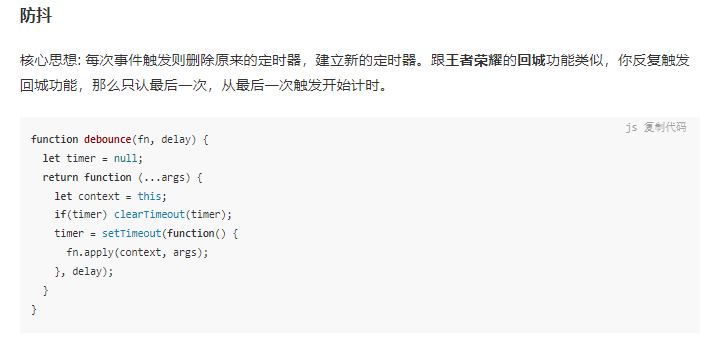 防抖
核心思想: 每次事件触发则删除原来的定时器，建立新的定时器。跟王者荣耀的回城功能类似，你反复触发
回城功能，那么只认最后一次，从最后一次触发开始计时。
js 复制代码
function debounce(fn, delay) {
  let timer = null;
  return function (...args) {
    let context = this;
    if(timer) clearTimeout(timer);
    timer = setTimeout(function() {
      fn.apply(context, args);
    }, delay);
  }
}